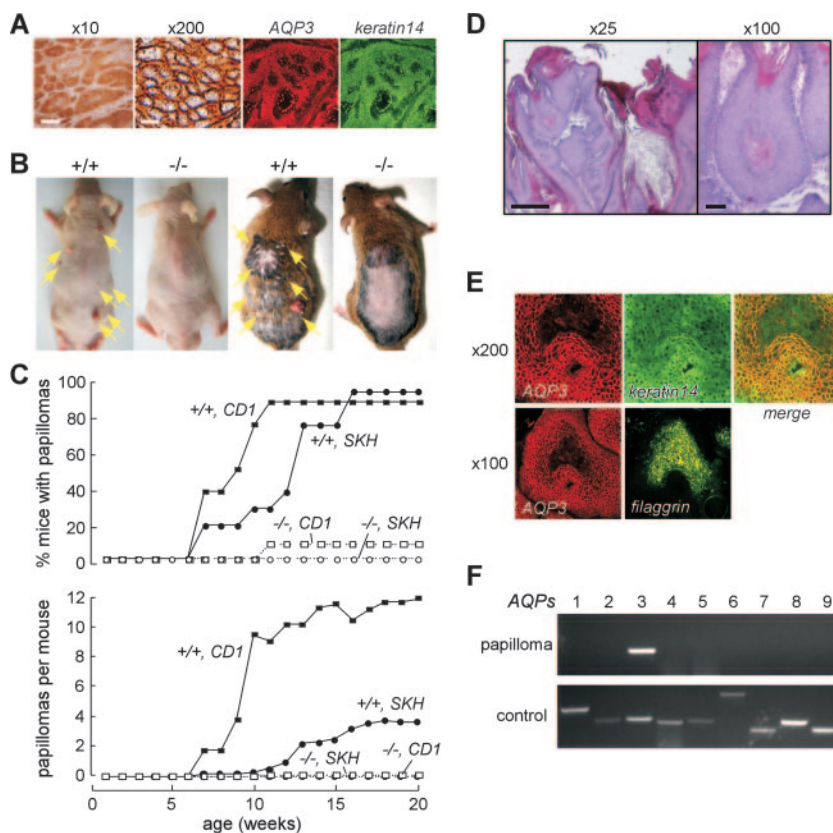 A
x10 x200 AQP3 keratin14
B
+/+ -/- +/+ -/-
C
% mice with papillomas
100
80
60
40
20
0
+/+, CD1
+/+, SKH
-/-, CD1 -/-, SKH
papillomas per mouse
12
10
8
6
4
2
0
+/+, CD1
+/+, SKH
-/-, SKH -/-, CD1
0 5 10 15 20
age (weeks)
D
x25 x100
E
x200
AQP3 keratin14
merge
x100
AQP3 filaggrin
F
AQPs 1 2 3 4 5 6 7 8 9
papilloma
control